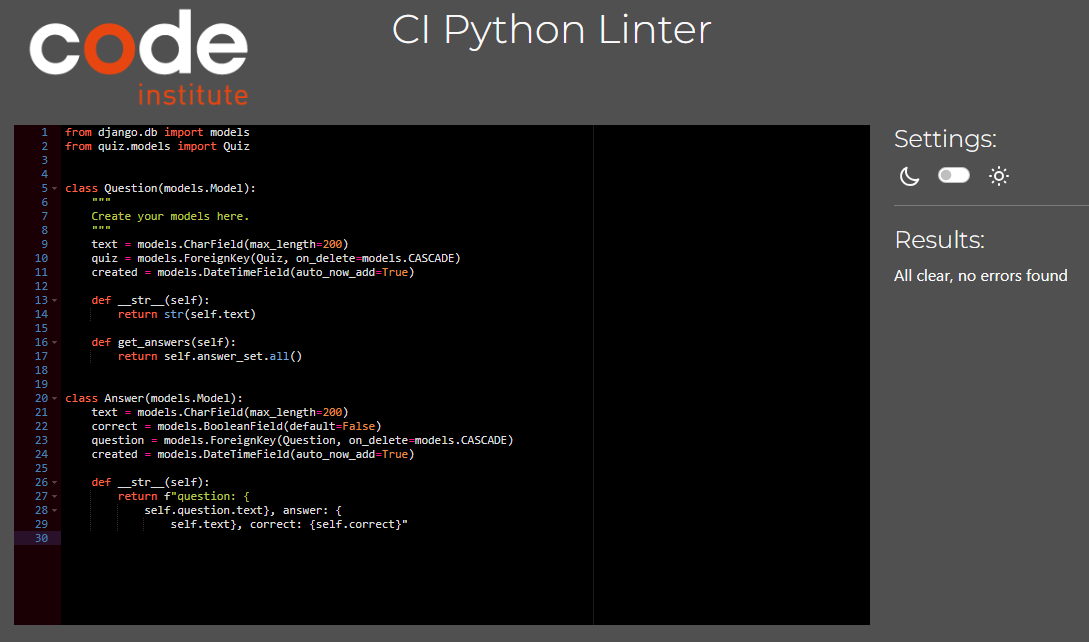 code
institute
CI Python Linter
1 from django.db import models
2 from quiz.models import Quiz
3
4
5 class Question(models.Model):
6     """
7     Create your models here.
8     """
9     text = models.CharField(max_length=200)
10     quiz = models.ForeignKey(Quiz, on_delete=models.CASCADE)
11     created = models.DateTimeField(auto_now_add=True)
12
13     def __str__(self):
14         return str(self.text)
15
16     def get_answers(self):
17         return self.answer_set.all()
18
19
20 class Answer(models.Model):
21     text = models.CharField(max_length=200)
22     correct = models.BooleanField(default=False)
23     question = models.ForeignKey(Question, on_delete=models.CASCADE)
24     created = models.DateTimeField(auto_now_add=True)
25
26     def __str__(self):
27         return f"question: {
28             self.question.text}, answer: {
29                 self.text}, correct: {self.correct}"
30
Settings:
Results:
All clear, no errors found